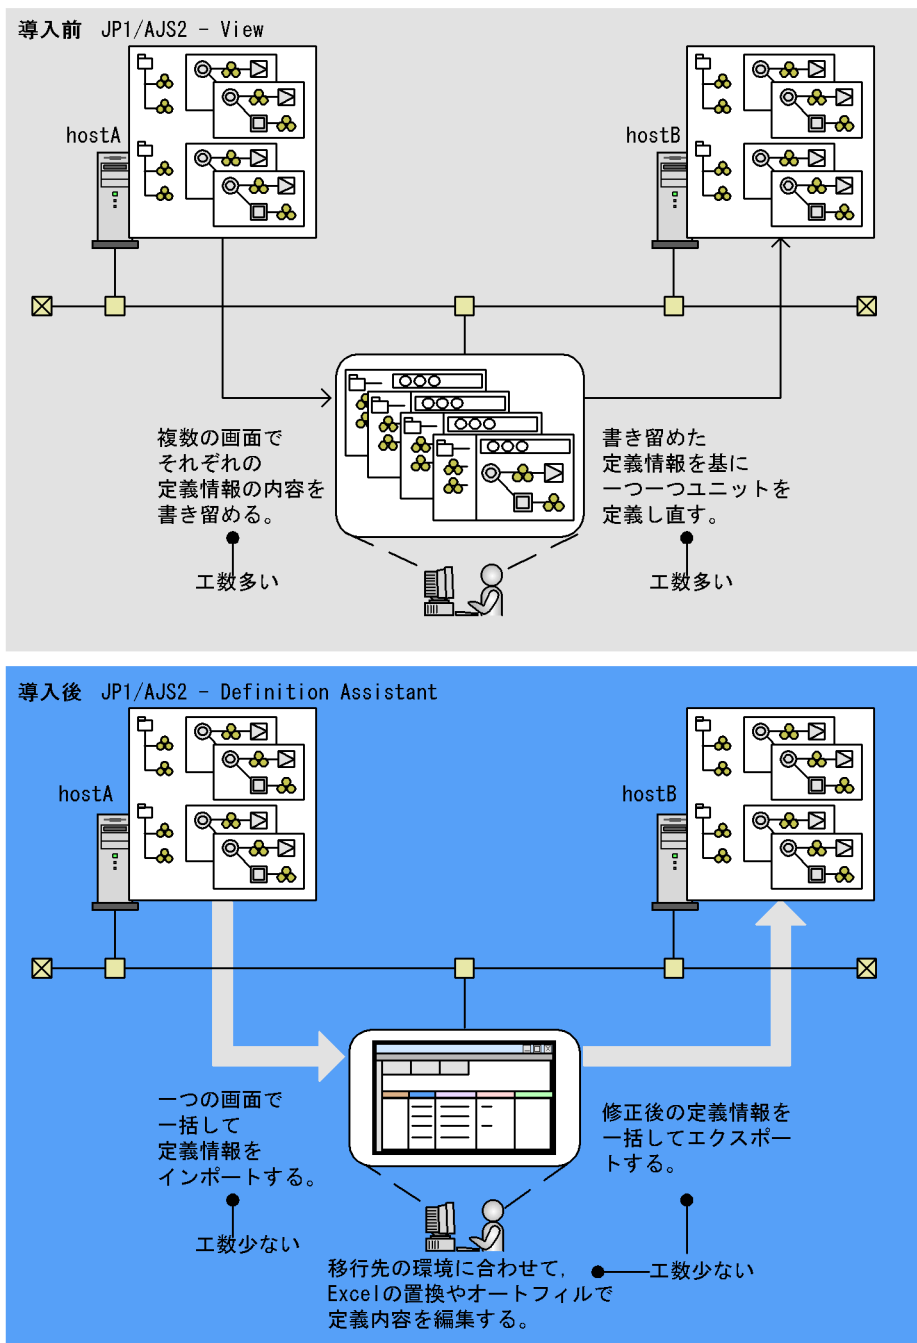 導入前 JP1/AJS2 - View
hostA
hostB
複数の画面で
それぞれの
定義情報の内容を
書き留める。
工数多い
書き留めた
定義情報を基に
一つ一つユニットを
定義し直す。
工数多い
導入後 JP1/AJS2 - Definition Assistant
hostA
hostB
一つの画面で
一括して
定義情報を
インポートする。
工数少ない
修正後の定義情報を
一括してエクスポー
トする。
工数少ない
移行先の環境に合わせて,
Excelの置換やオートフィルで
定義内容を編集する。